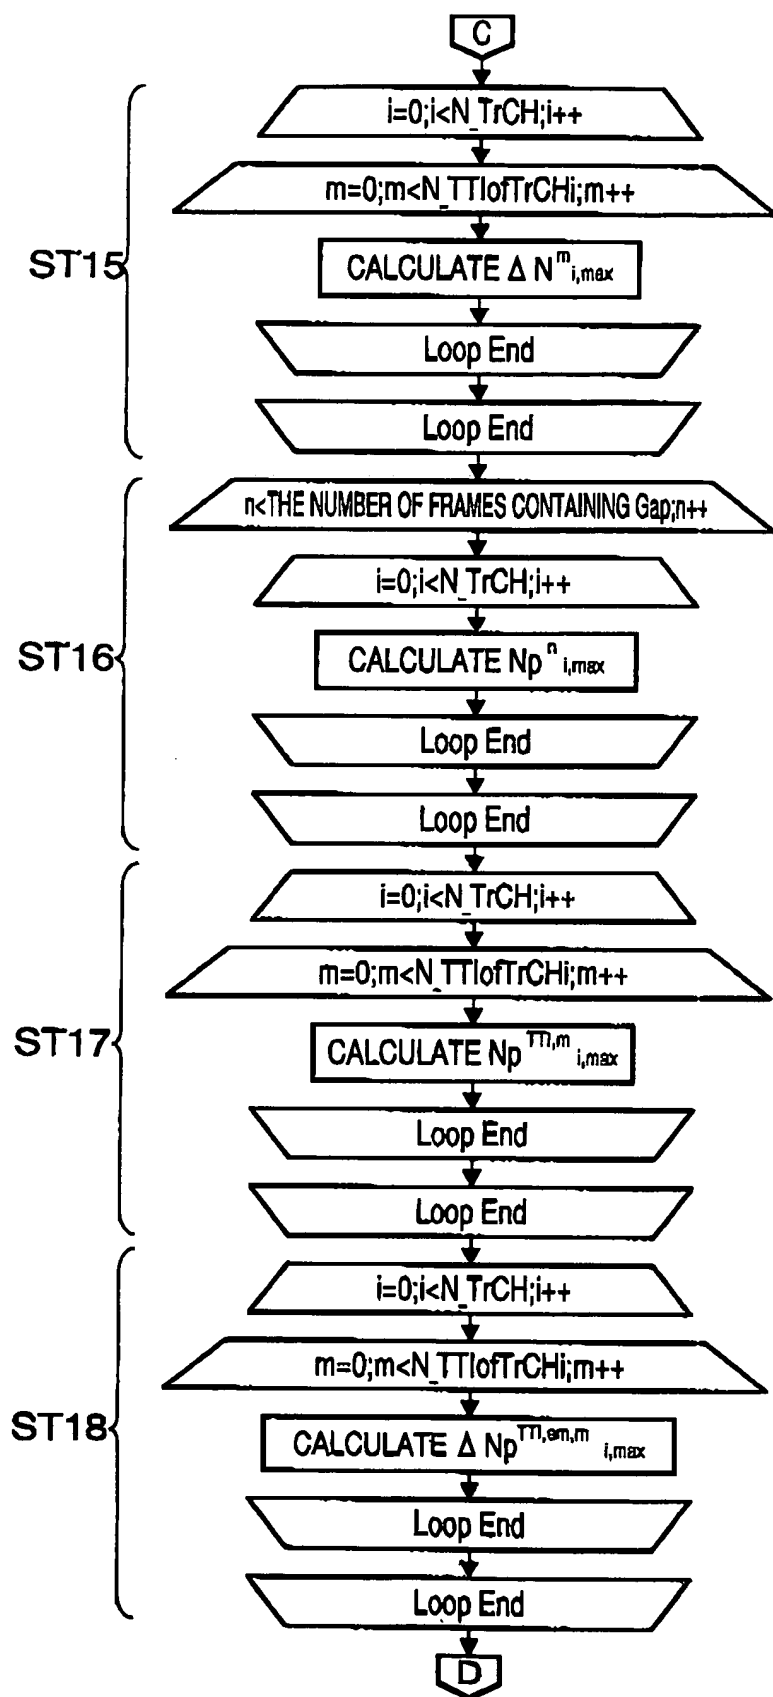 C
i=0;i<N_TrCH;i++
m=0;m<N_TTIofTrCHi;m++
ST15
CALCULATE Δ N^m i,max
Loop End
Loop End
n<THE NUMBER OF FRAMES CONTAINING Gap;n++
i=0;i<N_TrCH;i++
ST16
CALCULATE Np^n i,max
Loop End
Loop End
i=0;i<N_TrCH;i++
m=0;m<N_TTIofTrCHi;m++
ST17
CALCULATE Np^TTI,m i,max
Loop End
Loop End
i=0;i<N_TrCH;i++
m=0;m<N_TTIofTrCHi;m++
ST18
CALCULATE Δ Np^TTI,em,m i,max
Loop End
Loop End
D